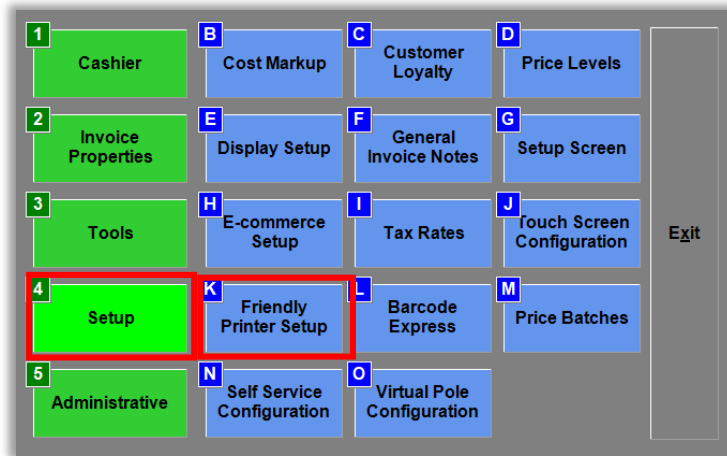 1
Cashier
B
Cost Markup
C
Customer
Loyalty
D
Price Levels
2
Invoice
Properties
E
Display Setup
F
General
Invoice Notes
G
Setup Screen
3
Tools
H
E-commerce
Setup
I
Tax Rates
J
Touch Screen
Configuration
Exit
4
Setup
K
Friendly
Printer Setup
L
Barcode
Express
M
Price Batches
5
Administrative
N
Self Service
Configuration
O
Virtual Pole
Configuration